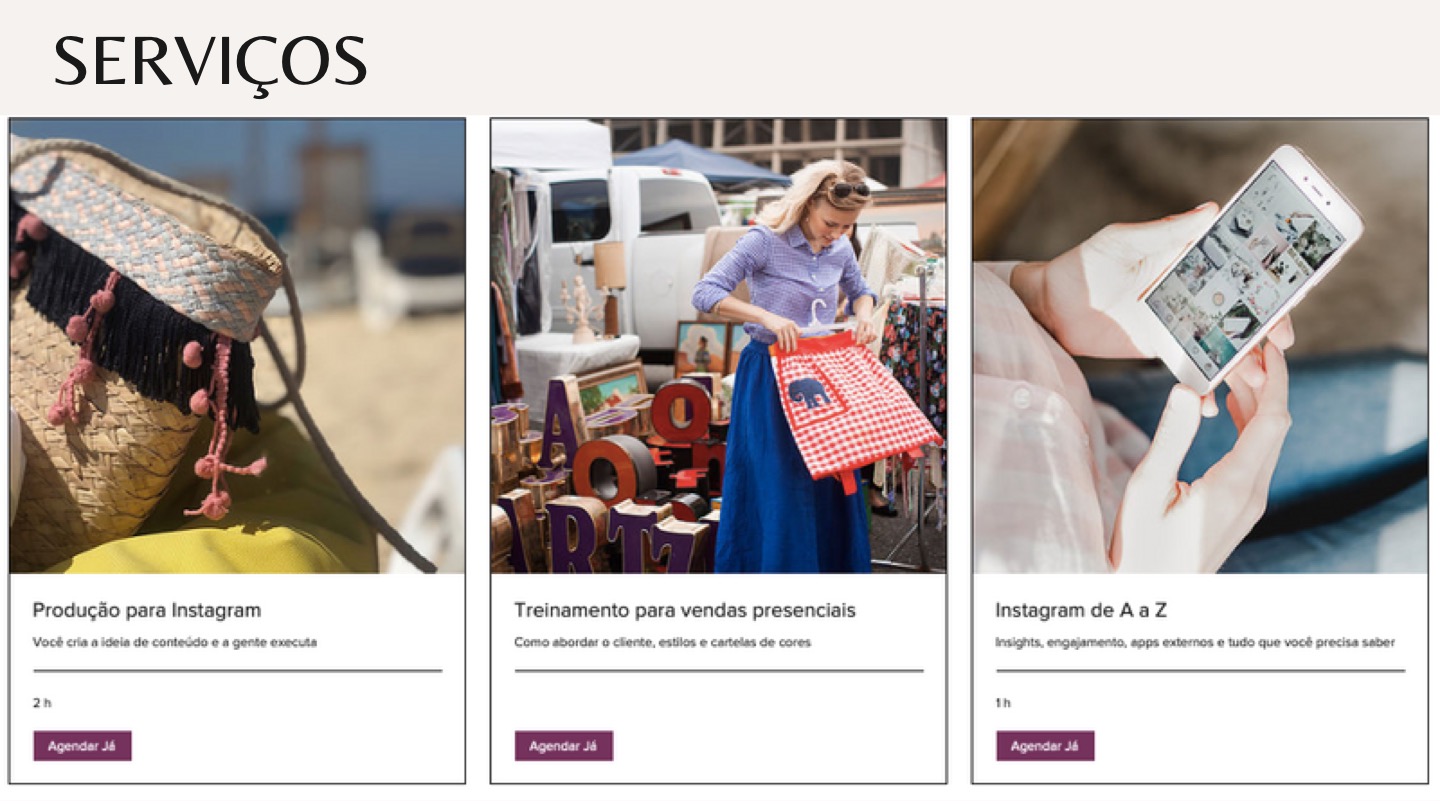 SERVIÇOS
Produção para Instagram
Você cria a ideia de conteúdo e a gente executa
2 h
Agendar Já
A
O
O n
ARTZ
Treinamento para vendas presenciais
Como abordar o cliente, estilos e cartelas de cores
Agendar Já
Instagram de A a Z
Insights, engajamento, apps externos e tudo que você precisa saber
1 h
Agendar Já